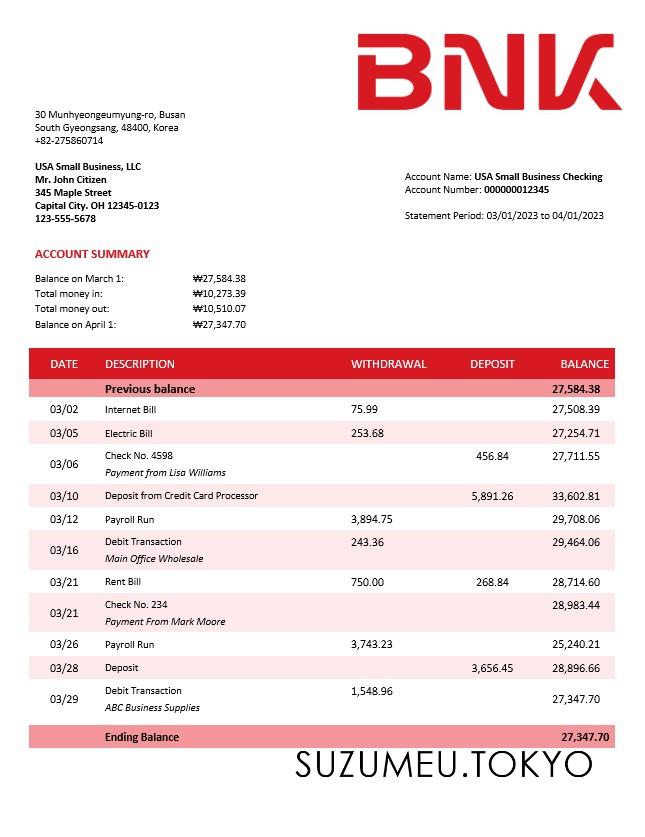 BNK
30 Munhyeongeumyung-ro, Busan
South Gyeongsang, 48400, Korea
+82-275860714
USA Small Business, LLC
Mr. John Citizen
345 Maple Street
Capital City. OH 12345-0123
123-555-5678
Account Name: USA Small Business Checking
Account Number: 000000012345
Statement Period: 03/01/2023 to 04/01/2023
ACCOUNT SUMMARY
Balance on March 1: ₩27,584.38
Total money in: ₩10,273.39
Total money out: ₩10,510.07
Balance on April 1: ₩27,347.70
DATE DESCRIPTION WITHDRAWAL DEPOSIT BALANCE
Previous balance 27,584.38
03/02 Internet Bill 75.99 27,508.39
03/05 Electric Bill 253.68 27,254.71
03/06 Check No. 4598 456.84 27,711.55
Payment from Lisa Williams
03/10 Deposit from Credit Card Processor 5,891.26 33,602.81
03/12 Payroll Run 3,894.75 29,708.06
03/16 Debit Transaction 243.36 29,464.06
Main Office Wholesale
03/21 Rent Bill 750.00 268.84 28,714.60
03/21 Check No. 234 28,983.44
Payment From Mark Moore
03/26 Payroll Run 3,743.23 25,240.21
03/28 Deposit 3,656.45 28,896.66
03/29 Debit Transaction 1,548.96 27,347.70
ABC Business Supplies
Ending Balance 27,347.70
SUZUMEU.TOKYO